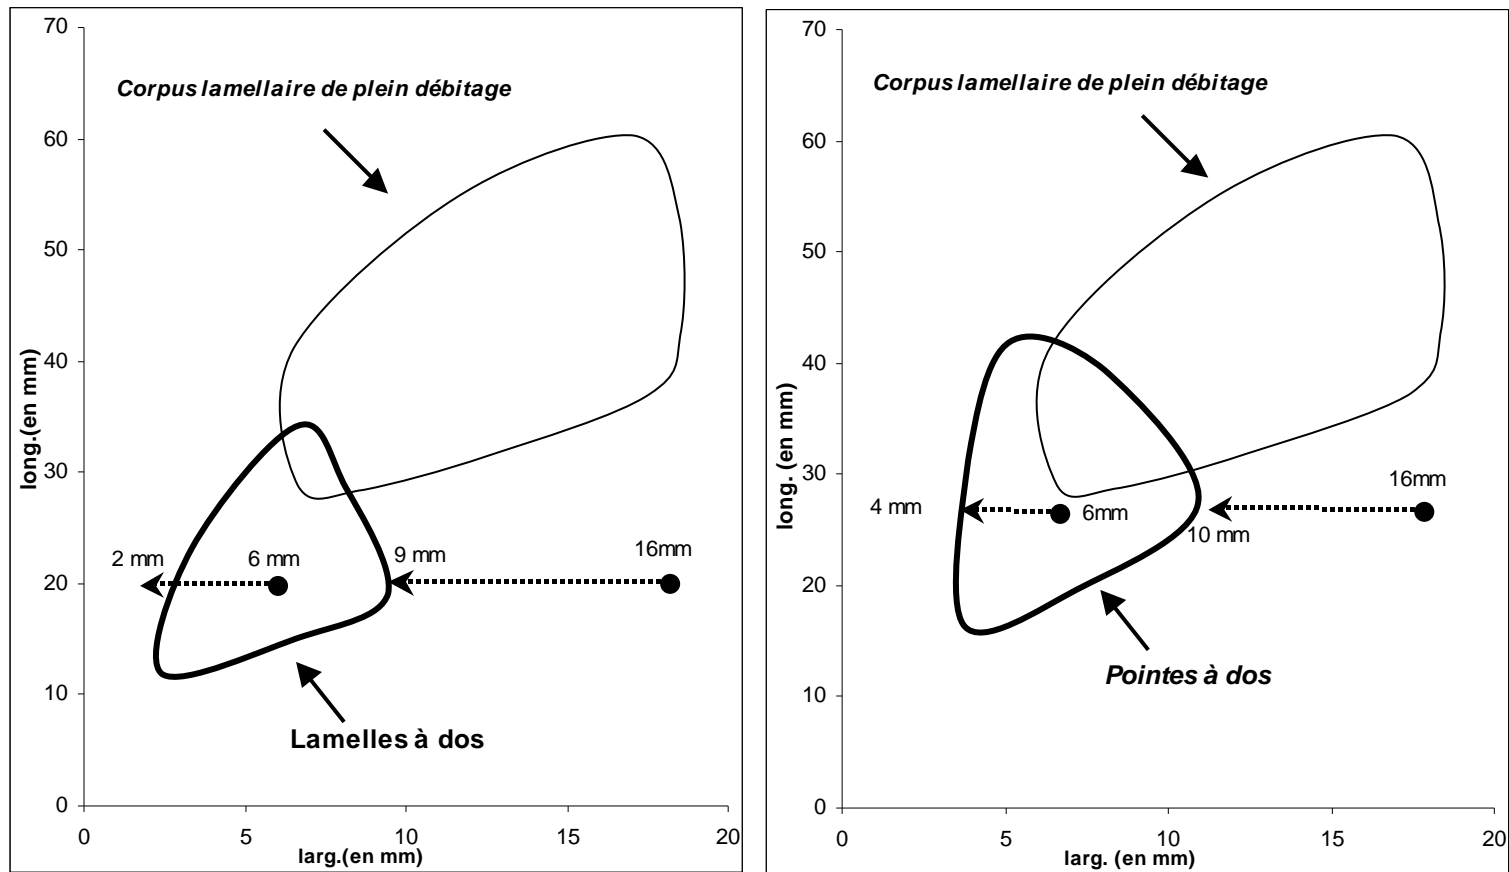 70
Corpus lamellaire de plein débitage
60
50
long.(en mm)
40
30
2 mm
6 mm
9 mm
16mm
20
10
Lamelles à dos
0
0
5
10
15
20
larg.(en mm)
70
Corpus lamellaire de plein débitage
60
50
long. (en mm)
40
30
4 mm
6mm
16mm
10 mm
20
Pointes à dos
10
0
0
5
10
15
20
larg. (en mm)